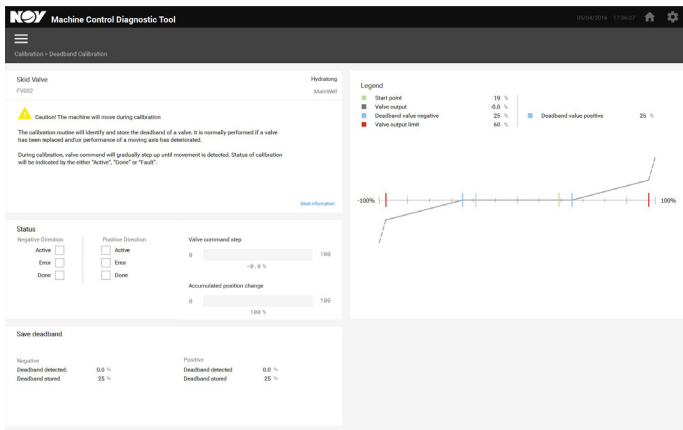 NOV Machine Control Diagnostic Tool
05/04/2016 17:36:27
Calibration > Deadband Calibration
Skid Valve Hydratong
FV002 MainWell
Caution! The machine will move during calibration
The calibration routine will identify and store the deadband of a valve. It is normally performed if a valve
has been replaced and\/ur performance of a moving axis has deteriorated.
During calibration, valve command will gradually step up until movement is detected. Status of calibration
will be indicated by the either "Active", "Done" or "Fault".
More information
Legend
Start point 19 %
Valve output -0.0 %
Deadband value negative 25 % Deadband value positive 25 %
Valve output limit 60 %
-100% 100%
Status
Negative Direction Positive Direction Valve command step
Active Active
0 100
Error Error
-0.0 %
Done Done
Accumulated position change
0 100
100 %
Save deadband
Negative Positive
Deadband detected: 0.0 % Deadband detected 0.0 %
Deadband stored 25 % Deadband stored 25 %